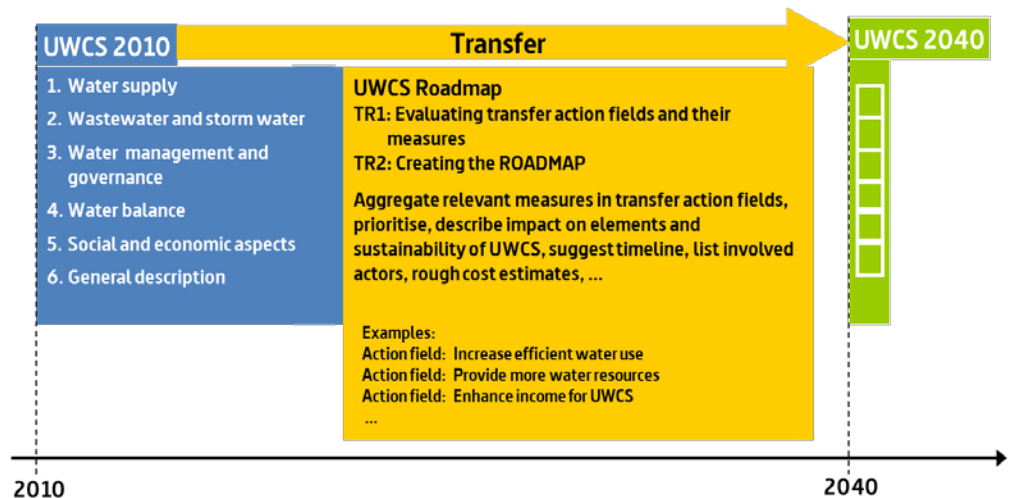 UWCS 2010
Transfer
UWCS 2040
1. Water supply
2. Wastewater and storm water
3. Water management and
governance
4. Water balance
5. Social and economic aspects
6. General description
UWCS Roadmap
TR1: Evaluating transfer action fields and their
measures
TR2: Creating the ROADMAP
Aggregate relevant measures in transfer action fields,
prioritise, describe impact on elements and
sustainability of UWCS, suggest timeline, list involved
actors, rough cost estimates, ...
Examples:
Action field: Increase efficient water use
Action field: Provide more water resources
Action field: Enhance income for UWCS
...
2010
2040